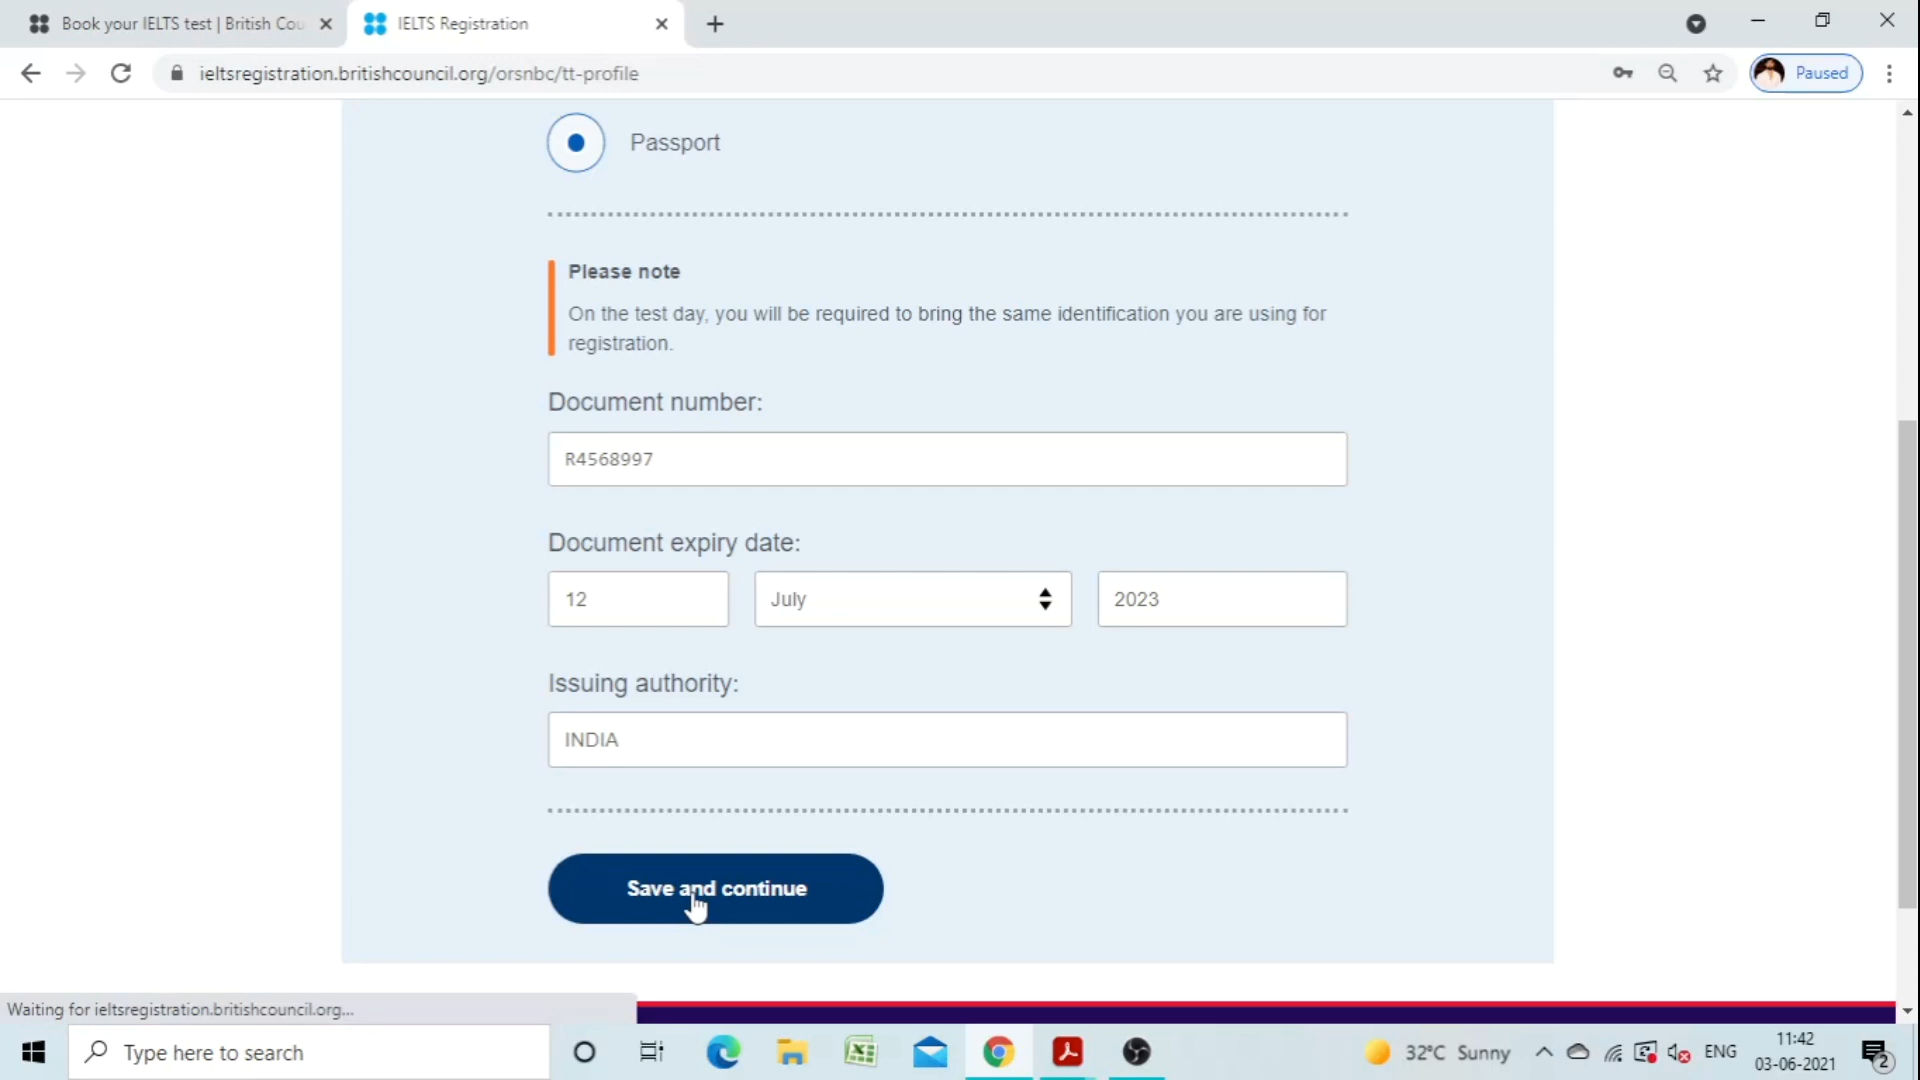 Book your IELTS test | British Cou
IELTS Registration
ieltsregistration.britishcouncil.org/orsnbc/tt-profile
Paused
Passport
Please note
On the test day, you will be required to bring the same identification you are using for
registration.
Document number:
R4568997
Document expiry date:
12 July 2023
Issuing authority:
INDIA
Save and continue
Waiting for ieltsregistration.britishcouncil.org...
Type here to search
32°C Sunny
ENG
11:42
03-06-2021
2